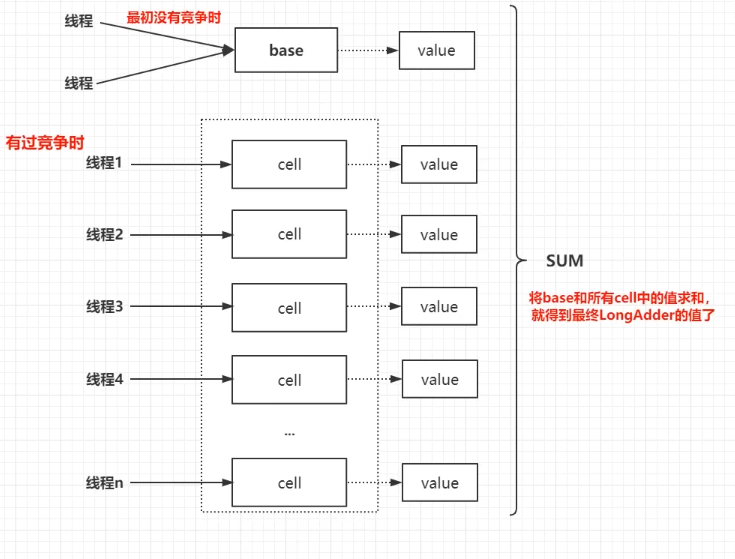 线程
最初没有竞争时
base
value
线程
有过竞争时
线程1
cell
value
线程2
cell
value
SUM
线程3
cell
value
将base和所有cell中的值求和，
就得到最终LongAdder的值了
线程4
cell
value
...
线程n
cell
value